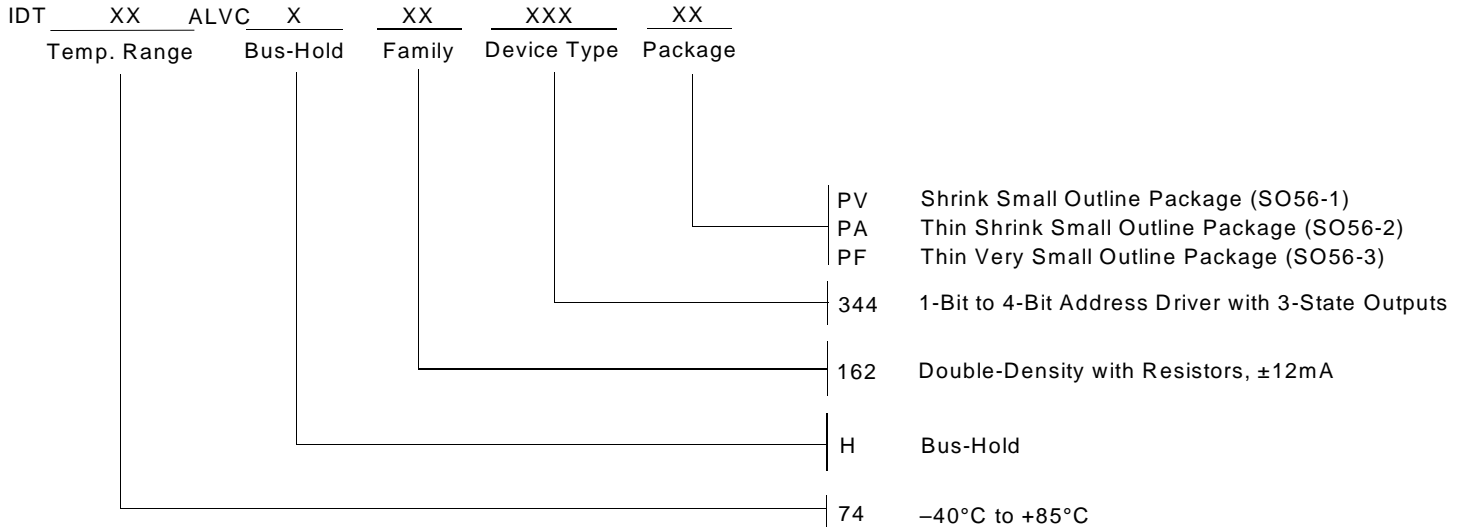 IDT XX ALVC X XX XXX XX
Temp. Range Bus-Hold Family Device Type Package
PV Shrink Small Outline Package (SO56-1)
PA Thin Shrink Small Outline Package (SO56-2)
PF Thin Very Small Outline Package (SO56-3)
344 1-Bit to 4-Bit Address Driver with 3-State Outputs
162 Double-Density with Resistors, ±12mA
H Bus-Hold
74 –40°C to +85°C